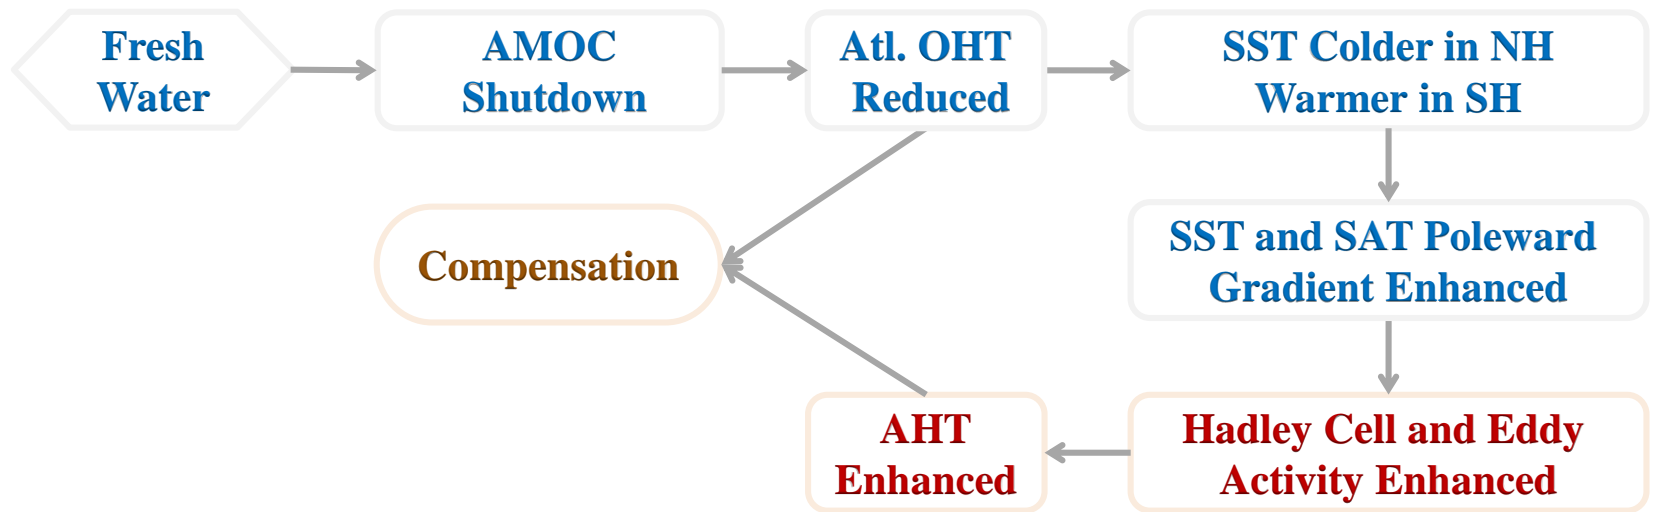 Fresh
Water
AMOC
Shutdown
Atl. OHT
Reduced
SST Colder in NH
Warmer in SH
SST and SAT Poleward
Gradient Enhanced
Compensation
AHT
Enhanced
Hadley Cell and Eddy
Activity Enhanced